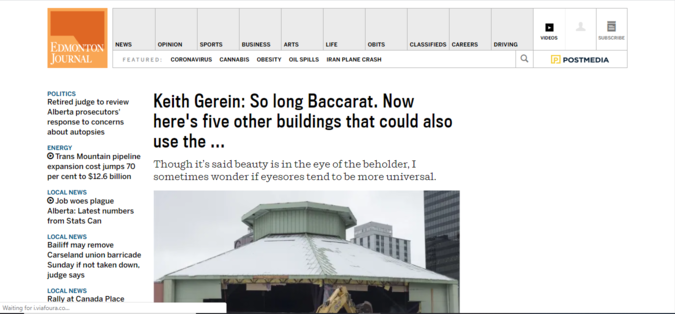 EDMONTON
JOURNAL
NEWS
OPINION
SPORTS
BUSINESS
ARTS
LIFE
OBITS
CLASSIFIEDS
CAREERS
DRIVING
VIDEOS
SUBSCRIBE
FEATURED: CORONAVIRUS CANNABIS OBESITY OIL SPILLS IRAN PLANE CRASH
POSTMEDIA
POLITICS
Retired judge to review
Alberta prosecutors'
response to concerns
about autopsies
ENERGY
Trans Mountain pipeline
expansion cost jumps 70
per cent to $12.6 billion
LOCAL NEWS
Job woes plague
Alberta: Latest numbers
from Stats Can
LOCAL NEWS
Bailiff may remove
Carseland union barricade
Sunday if not taken down,
judge says
LOCAL NEWS
Rally at Canada Place
Keith Gerein: So long Baccarat. Now
here's five other buildings that could also
use the ...
Though it's said beauty is in the eye of the beholder, I
sometimes wonder if eyesores tend to be more universal.
Waiting for i.viafoura.co...